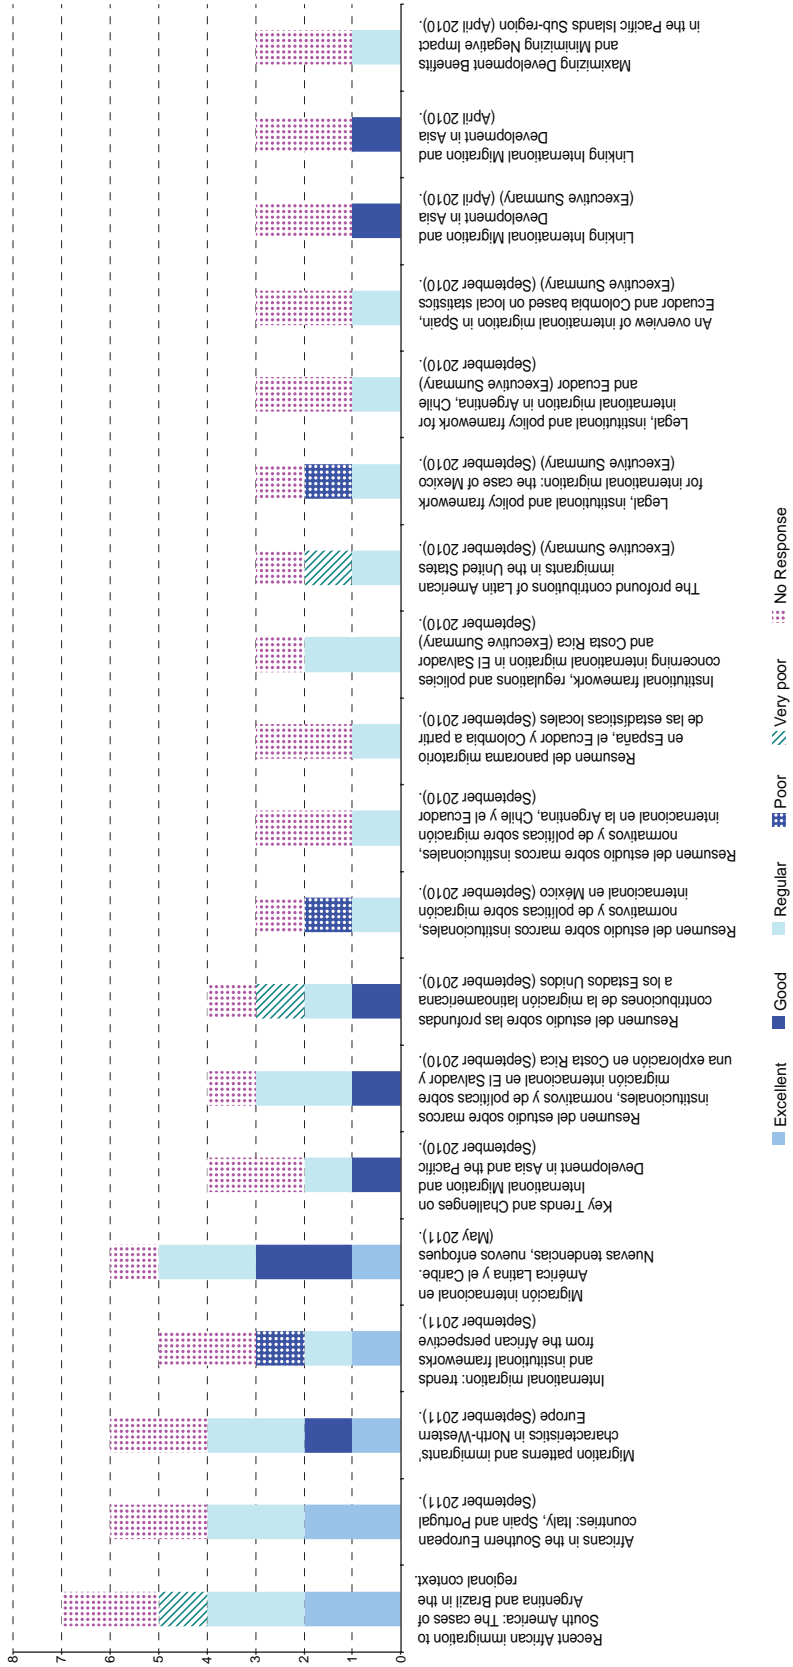 8
7
6
5
4
3
2
1
0
Recent African immigration to
South America: The cases of
Argentina and Brazil in the
regional context.
Africans in the Southern European
countries: Italy, Spain and Portugal
(September 2011).
Migration patterns and immigrants'
characteristics in North-Western
Europe (September 2011).
International migration: trends
and institutional frameworks
from the African perspective
(September 2011).
Migración internacional en
América Latina y el Caribe.
Nuevas tendencias, nuevos enfoques
(May 2011).
Key Trends and Challenges on
International Migration and
Development in Asia and the Pacific
(September 2010).
Resumen del estudio sobre marcos
institucionales, normativos y de políticas sobre
migración internacional en El Salvador y
una exploración en Costa Rica (September 2010).
Resumen del estudio sobre las profundas
contribuciones de la migración latinoamericana
a los Estados Unidos (September 2010).
Resumen del estudio sobre marcos institucionales,
normativos y de políticas sobre migración
internacional en México (September 2010).
Resumen del estudio sobre marcos institucionales,
normativos y de políticas sobre migración
internacional en la Argentina, Chile y el Ecuador
(September 2010).
Resumen del panorama migratorio
en España, el Ecuador y Colombia a partir
de las estadísticas locales (September 2010).
Institutional framework, regulations and policies
concerning international migration in El Salvador
and Costa Rica (Executive Summary)
(September 2010).
The profound contributions of Latin American
immigrants in the United States
(Executive Summary) (September 2010).
Legal, institutional and policy framework
for international migration: the case of Mexico
(Executive Summary) (September 2010).
Legal, institutional and policy framework for
international migration in Argentina, Chile
and Ecuador (Executive Summary)
(September 2010).
An overview of international migration in Spain,
Ecuador and Colombia based on local statistics
(Executive Summary) (September 2010).
Linking International Migration and
Development in Asia
(Executive Summary) (April 2010).
Linking International Migration and
Development in Asia
(April 2010).
Maximizing Development Benefits
and Minimizing Negative Impact
in the Pacific Islands Sub-region (April 2010).
Excellent
Good
Regular
Poor
Very poor
No Response